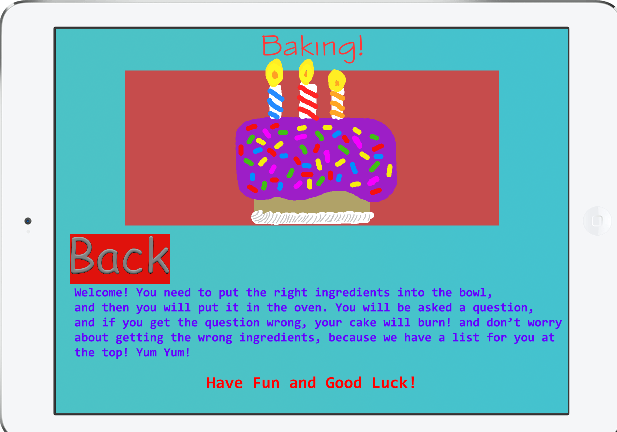 Baking!
Back
Welcome! You need to put the right ingredients into the bowl,
and then you will put it in the oven. You will be asked a question,
and if you get the question wrong, your cake will burn! and don't worry
about getting the wrong ingredients, because we have a list for you at
the top! Yum Yum!
Have Fun and Good Luck!